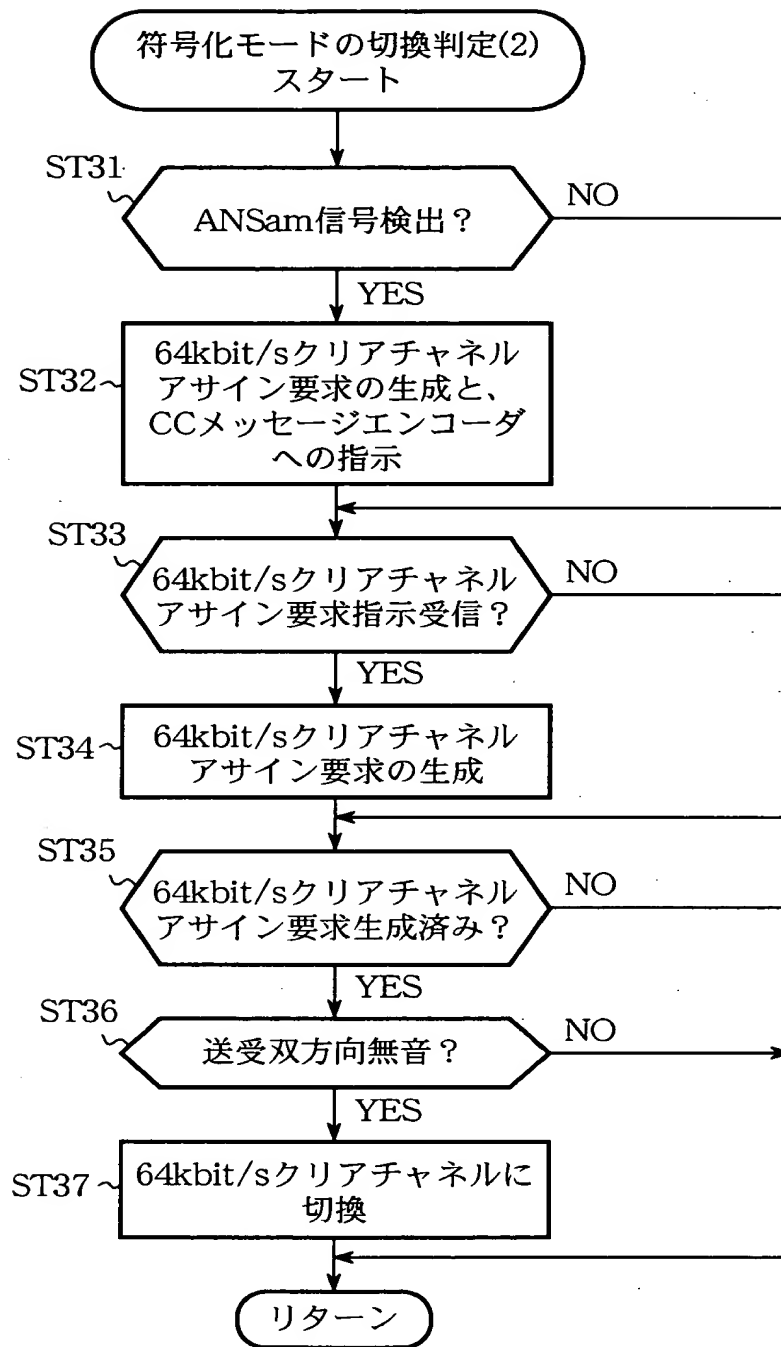 符号化モードの切換判定(2)
スタート
ST31
ANSam信号検出?
NO
YES
ST32
64kbit/sクリアチャネル
アサイン要求の生成と、
CCメッセージエンコーダ
への指示
ST33
64kbit/sクリアチャネル
アサイン要求指示受信?
NO
YES
ST34
64kbit/sクリアチャネル
アサイン要求の生成
ST35
64kbit/sクリアチャネル
アサイン要求生成済み?
NO
YES
ST36
送受双方向無音?
NO
YES
ST37
64kbit/sクリアチャネルに
切換
リターン